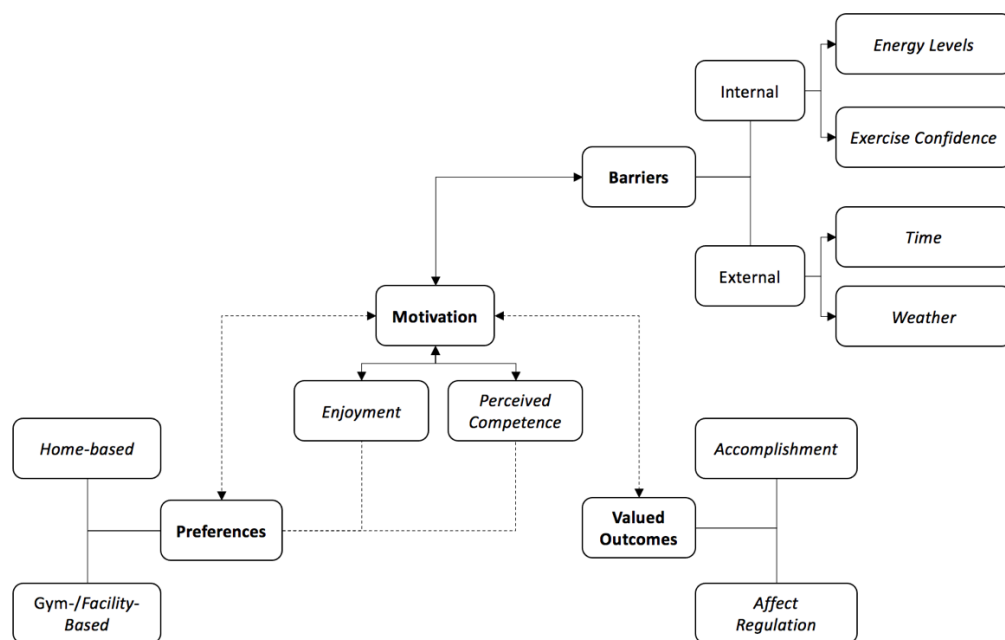 Energy Levels
Internal
Exercise Confidence
Barriers
Time
External
Weather
Motivation
Enjoyment
Perceived
Competence
Home-based
Accomplishment
Preferences
Valued
Outcomes
Gym-/Facility-
Based
Affect
Regulation